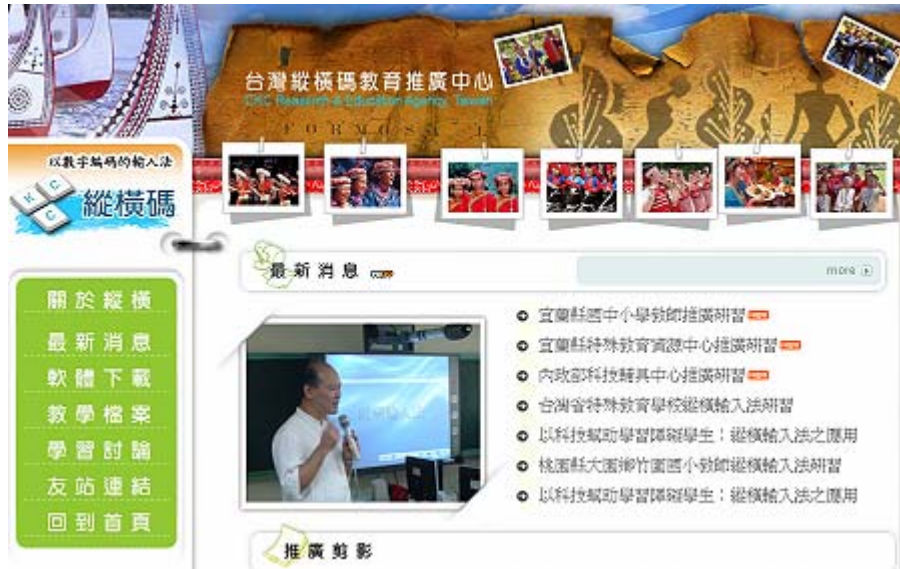 台灣縱橫碼教育推廣中心
CKC Research & Education Agency, Taiwan
FORMOSA
以數字編碼的輸入法
CKC
縱橫碼
最新消息
more
關於縱橫
最新消息
軟體下載
教學檔案
學習討論
友站連結
回到首頁
宜蘭縣國中小學教師推廣研習
宜蘭縣特殊教育資源中心推廣研習
內政部科技輔具中心推廣研習
台灣省特殊教育學校縱橫輸入法研習
以科技幫助學習障礙學生：縱橫輸入法之應用
桃園縣大園鄉竹圍國小教師縱橫輸入法研習
以科技幫助學習障礙學生：縱橫輸入法之應用
推廣剪影